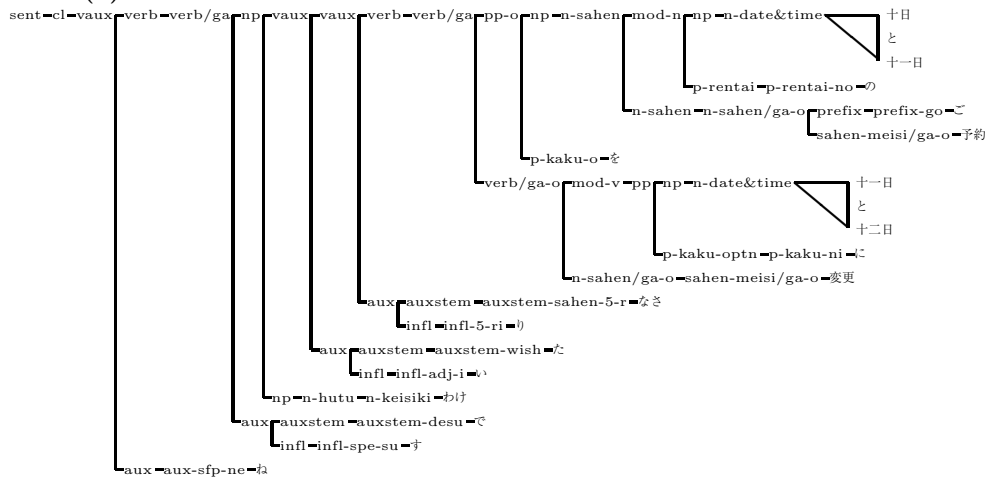 sent cl vaux verb verb/ga np vaux vaux verb verb/ga pp-o np n-sahen mod-n np n-date&time 十日
と
十一日
p-rentai p-rentai-no の
n-sahen n-sahen/ga-o prefix prefix-go ご
sahen-meisi/ga-o 予約
p-kaku-o を
verb/ga-o mod-v pp np n-date&time 十一日
と
十二日
p-kaku-optn p-kaku-ni に
n-sahen/ga-o sahen-meisi/ga-o 変更
aux auxstem auxstem-sahen-5-r なさ
infl infl-5-ri り
aux auxstem auxstem-wish た
infl infl-adj-i い
np n-hutu n-keisiki わけ
aux auxstem auxstem-desu で
infl infl-spe-su す
aux aux-sfp-ne ね